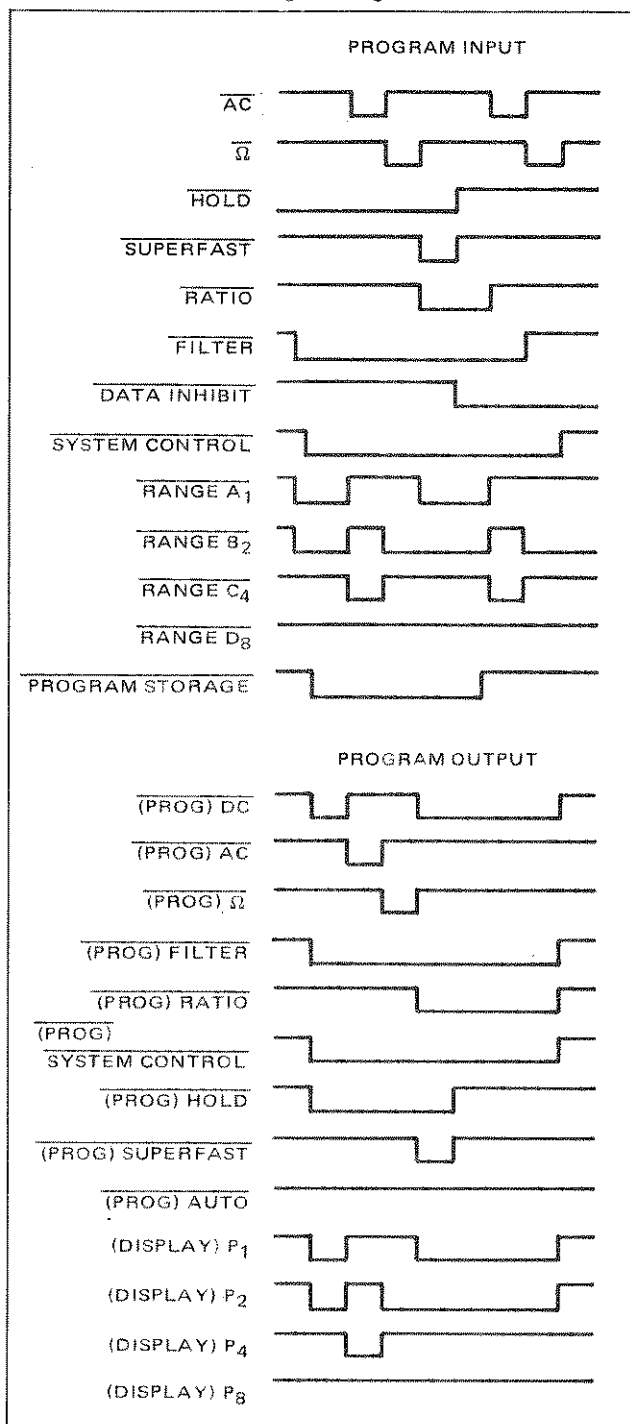 PROGRAM INPUT
AC
Ω
HOLD
SUPERFAST
RATIO
FILTER
DATA INHIBIT
SYSTEM CONTROL
RANGE A1
RANGE B2
RANGE C4
RANGE D8
PROGRAM STORAGE
PROGRAM OUTPUT
(PROG) DC
(PROG) AC
(PROG) Ω
(PROG) FILTER
(PROG) RATIO
(PROG)
SYSTEM CONTROL
(PROG) HOLD
(PROG) SUPERFAST
(PROG) AUTO
(DISPLAY) P1
(DISPLAY) P2
(DISPLAY) P4
(DISPLAY) P8